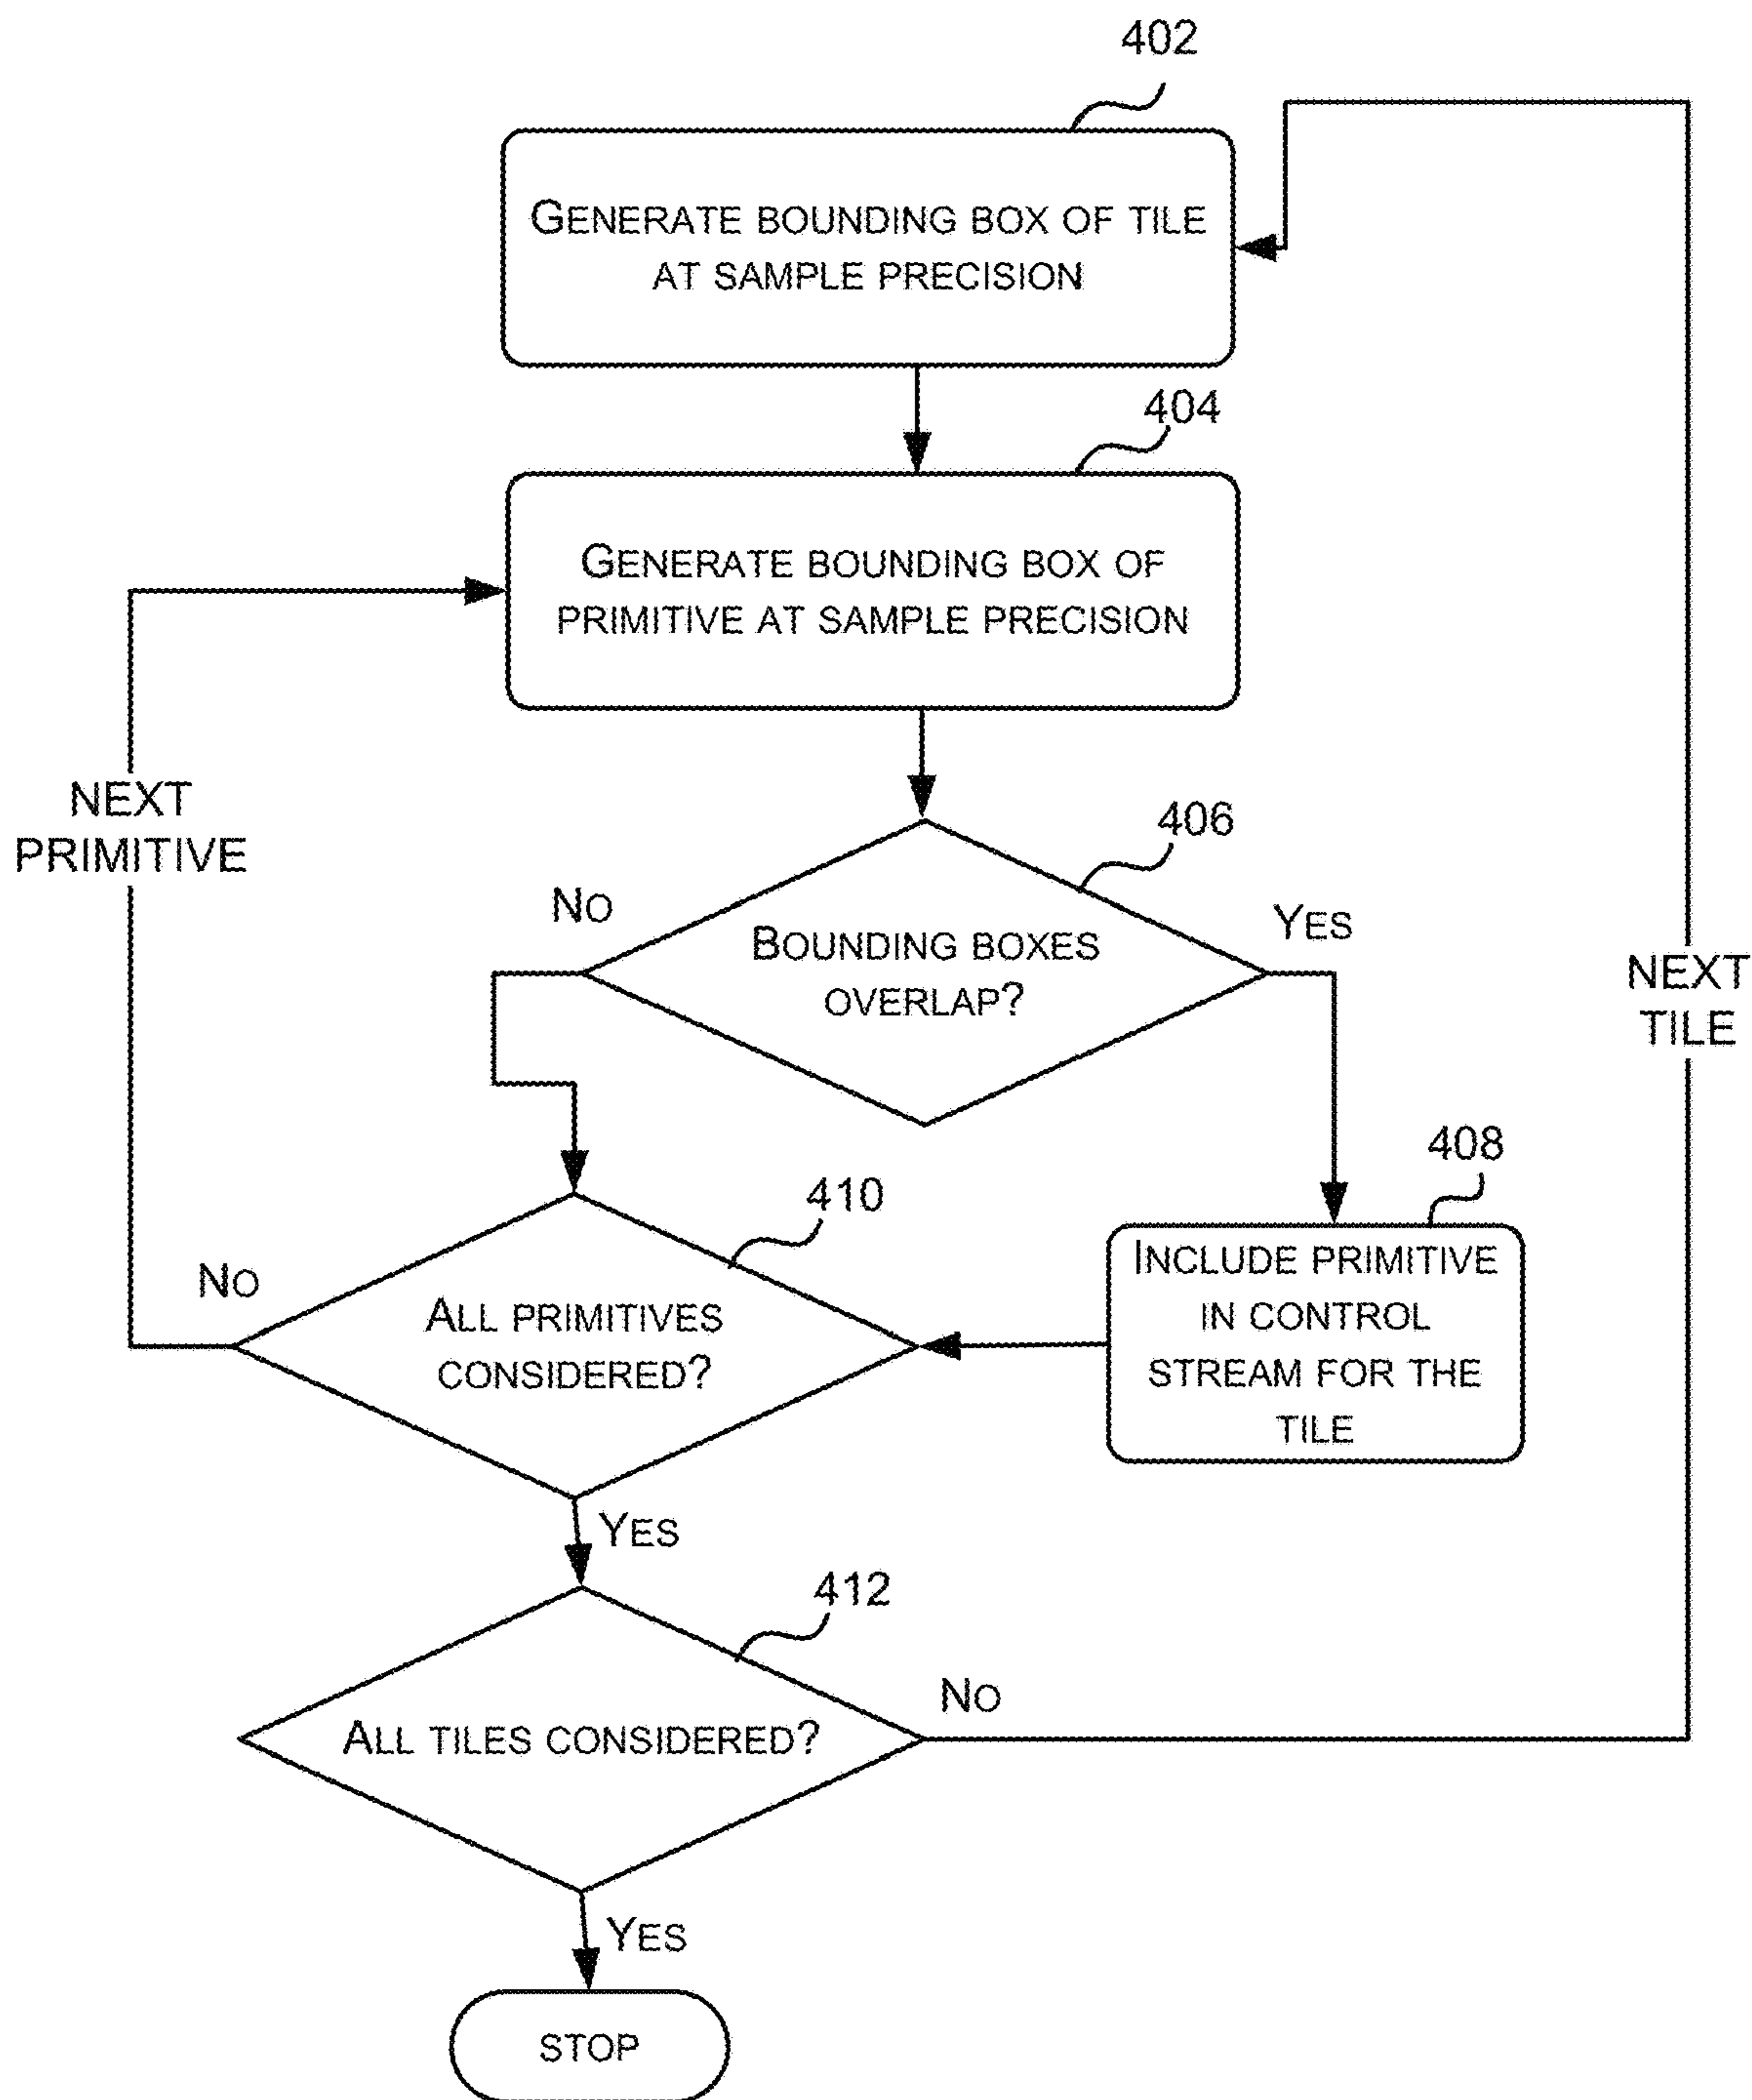 402
GENERATE BOUNDING BOX OF TILE
AT SAMPLE PRECISION
404
GENERATE BOUNDING BOX OF
PRIMITIVE AT SAMPLE PRECISION
NEXT
PRIMITIVE
406
NO
YES
BOUNDING BOXES
OVERLAP?
NEXT
TILE
408
410
INCLUDE PRIMITIVE
IN CONTROL
STREAM FOR THE
TILE
NO
ALL PRIMITIVES
CONSIDERED?
YES
412
NO
ALL TILES CONSIDERED?
YES
STOP